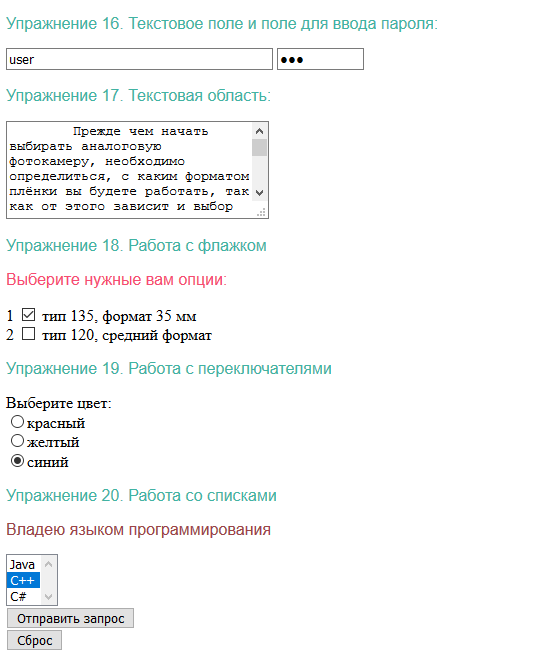 Упражнение 16. Текстовое поле и поле для ввода пароля:
user ●●●
Упражнение 17. Текстовая область:
Прежде чем начать
выбирать аналоговую
фотокамеру, необходимо
определиться, с каким форматом
плёнки вы будете работать, так
как от этого зависит и выбор
Упражнение 18. Работа с флажком
Выберите нужные вам опции:
1 тип 135, формат 35 мм
2 тип 120, средний формат
Упражнение 19. Работа с переключателями
Выберите цвет:
красный
желтый
синий
Упражнение 20. Работа со списками
Владею языком программирования
Java
C++
C#
Отправить запрос
Сброс